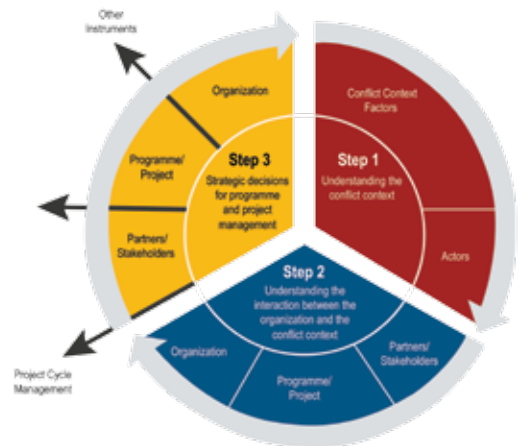 Other
Instruments
Organization
Programme/
Project
Partners/
Stakeholders
Step 3
Strategic decisions
for programme
and project
management
Conflict Context
Factors
Step 1
Understanding the
conflict context
Actors
Step 2
Understanding the
interaction between the
organization and the
conflict context
Organization
Programme/
Project
Partners/
Stakeholders
Project Cycle
Management